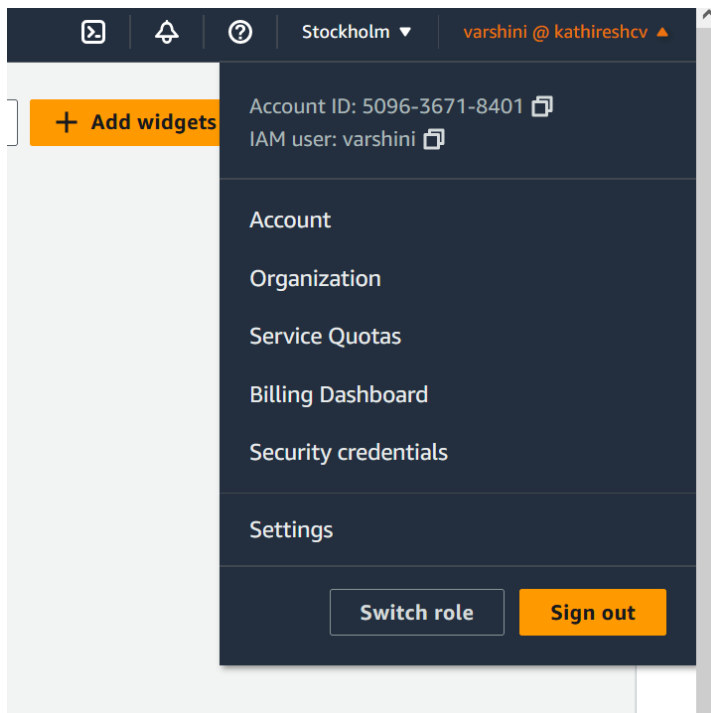 Stockholm ▼ varshini @ kathireshcv ▲
+ Add widgets
Account ID: 5096-3671-8401
IAM user: varshini
Account
Organization
Service Quotas
Billing Dashboard
Security credentials
Settings
Switch role Sign out